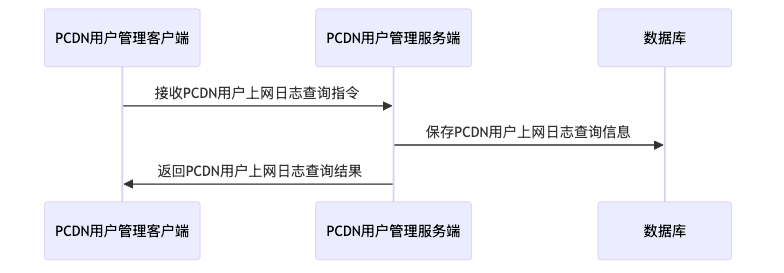 PCDN用户管理客户端
PCDN用户管理服务端
数据库
接收PCDN用户上网日志查询指令
保存PCDN用户上网日志查询信息
返回PCDN用户上网日志查询结果
PCDN用户管理客户端
PCDN用户管理服务端
数据库